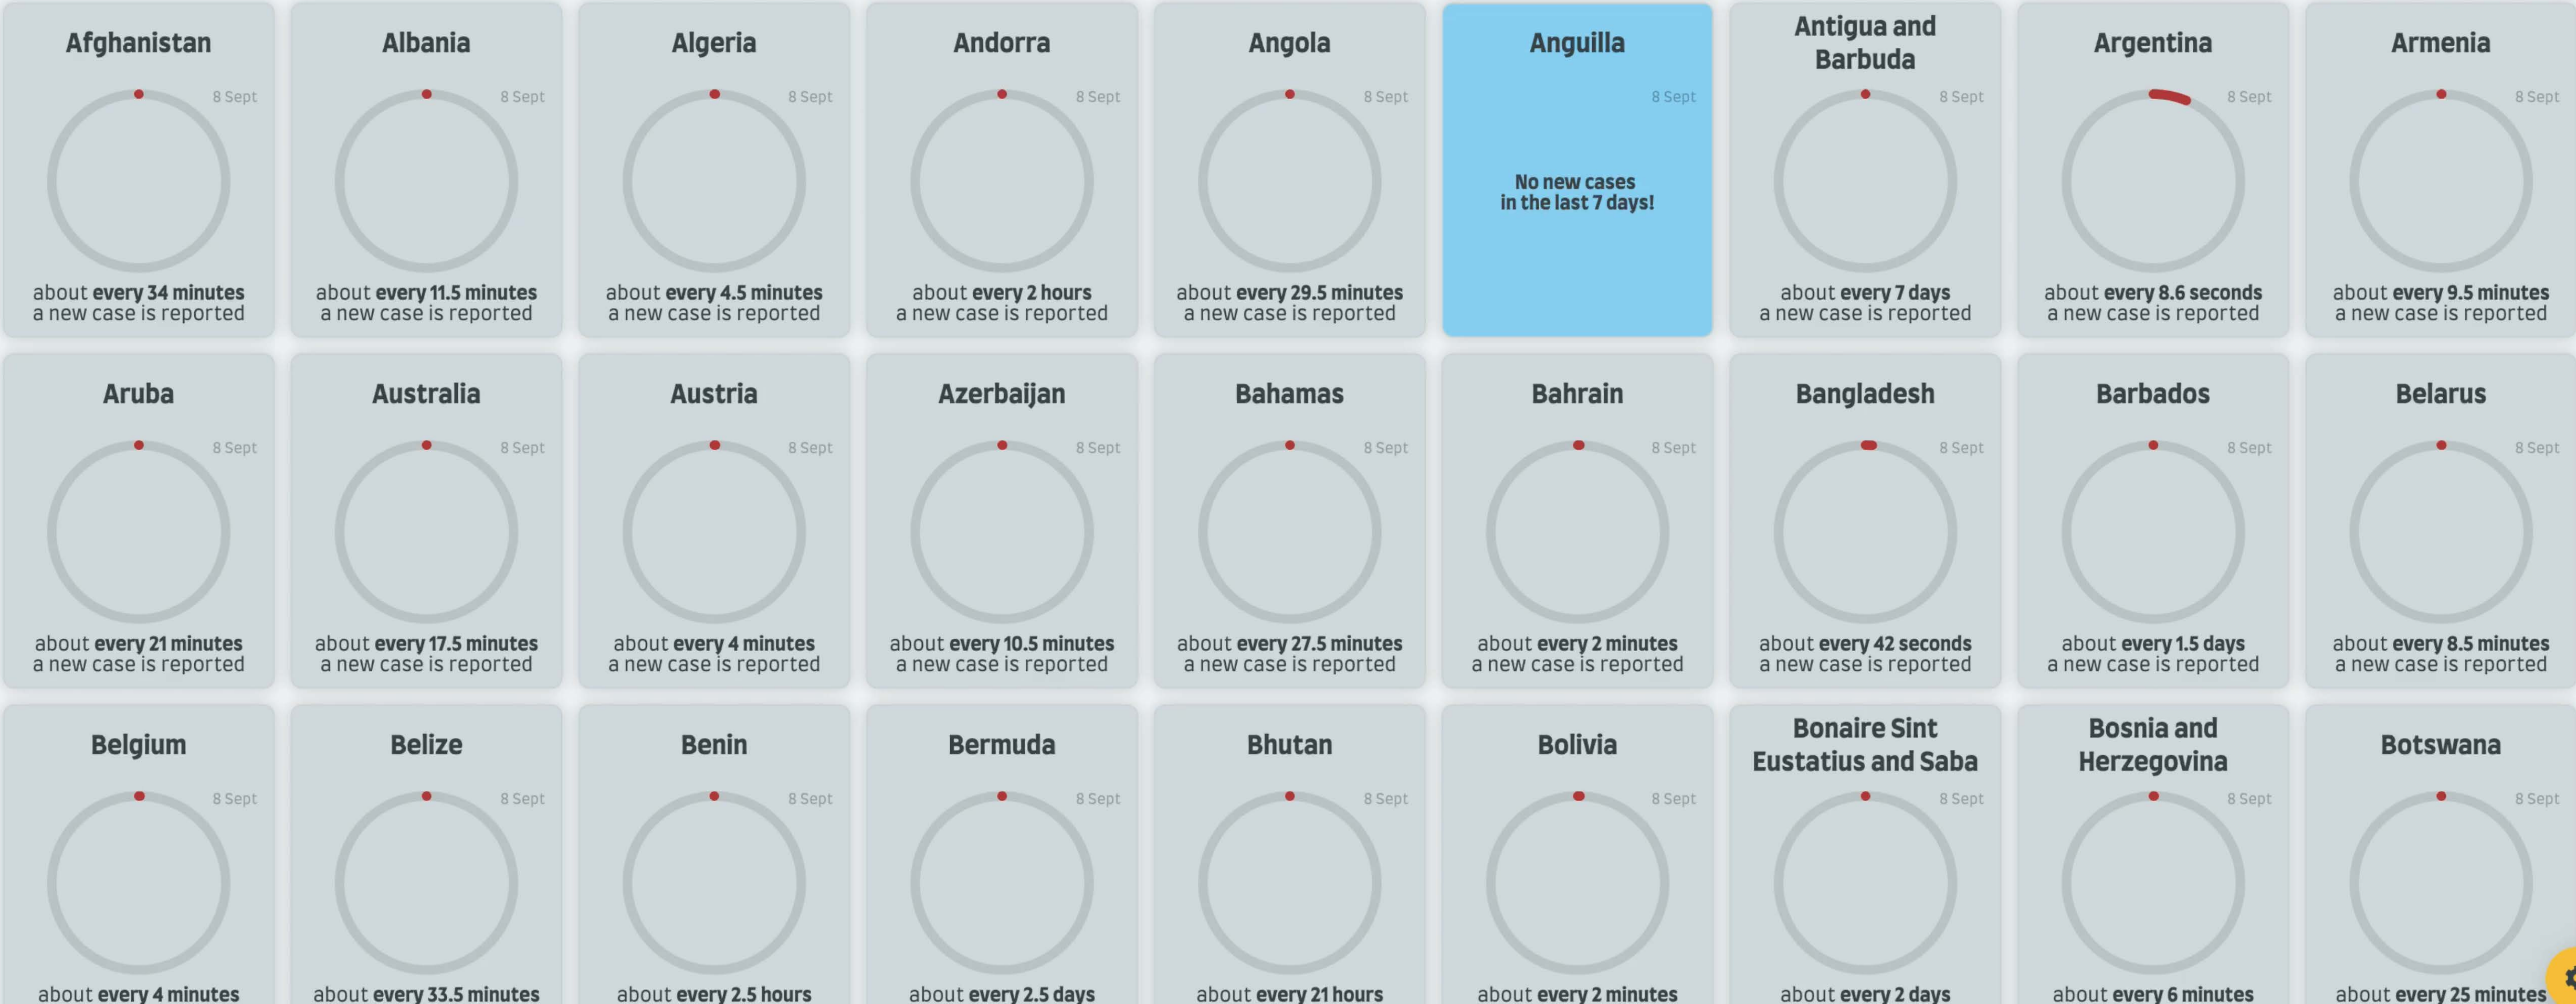 Afghanistan
8 Sept
about every 34 minutes
a new case is reported
Albania
8 Sept
about every 11.5 minutes
a new case is reported
Algeria
8 Sept
about every 4.5 minutes
a new case is reported
Andorra
8 Sept
about every 2 hours
a new case is reported
Angola
8 Sept
about every 29.5 minutes
a new case is reported
Anguilla
8 Sept
No new cases
in the last 7 days!
Antigua and
Barbuda
8 Sept
about every 7 days
a new case is reported
Argentina
8 Sept
about every 8.6 seconds
a new case is reported
Armenia
8 Sept
about every 9.5 minutes
a new case is reported
Aruba
8 Sept
about every 21 minutes
a new case is reported
Australia
8 Sept
about every 17.5 minutes
a new case is reported
Austria
8 Sept
about every 4 minutes
a new case is reported
Azerbaijan
8 Sept
about every 10.5 minutes
a new case is reported
Bahamas
8 Sept
about every 27.5 minutes
a new case is reported
Bahrain
8 Sept
about every 2 minutes
a new case is reported
Bangladesh
8 Sept
about every 42 seconds
a new case is reported
Barbados
8 Sept
about every 1.5 days
a new case is reported
Belarus
8 Sept
about every 8.5 minutes
a new case is reported
Belgium
8 Sept
about every 4 minutes
Belize
8 Sept
about every 33.5 minutes
Benin
8 Sept
about every 2.5 hours
Bermuda
8 Sept
about every 2.5 days
Bhutan
8 Sept
about every 21 hours
Bolivia
8 Sept
about every 2 minutes
Bonaire Sint
Eustatius and Saba
8 Sept
about every 2 days
Bosnia and
Herzegovina
8 Sept
about every 6 minutes
Botswana
8 Sept
about every 25 minutes